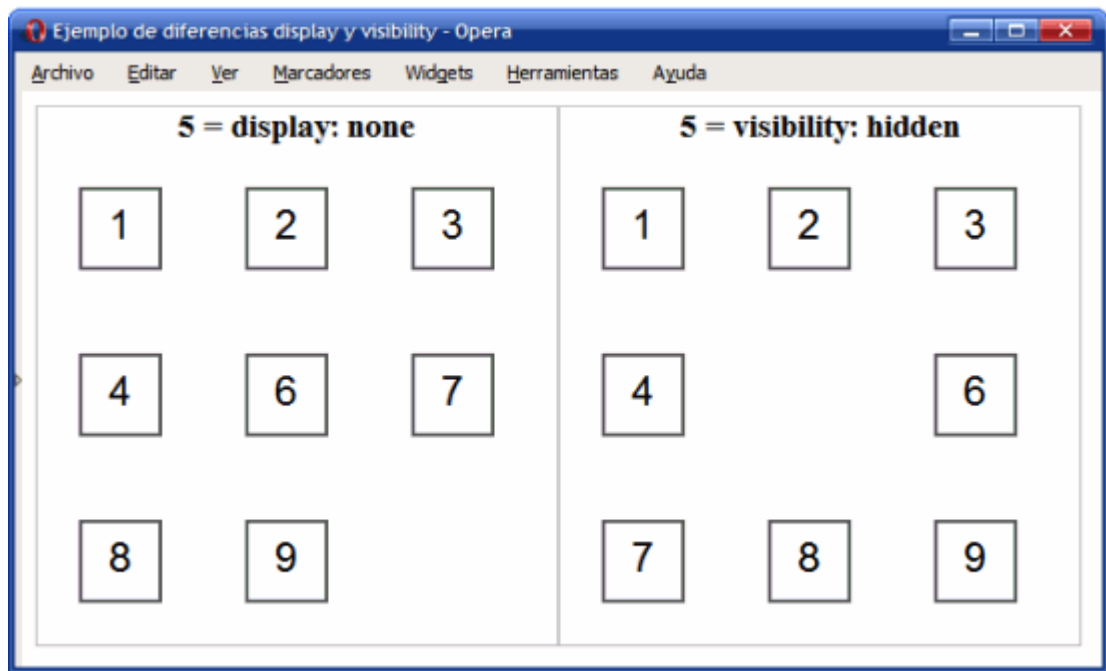 Ejemplo de diferencias display y visibility - Opera
Archivo Editar Ver Marcadores Widgets Herramientas Ayuda
5 = display: none
1 2 3
4 6 7
8 9
5 = visibility: hidden
1 2 3
4 6
7 8 9